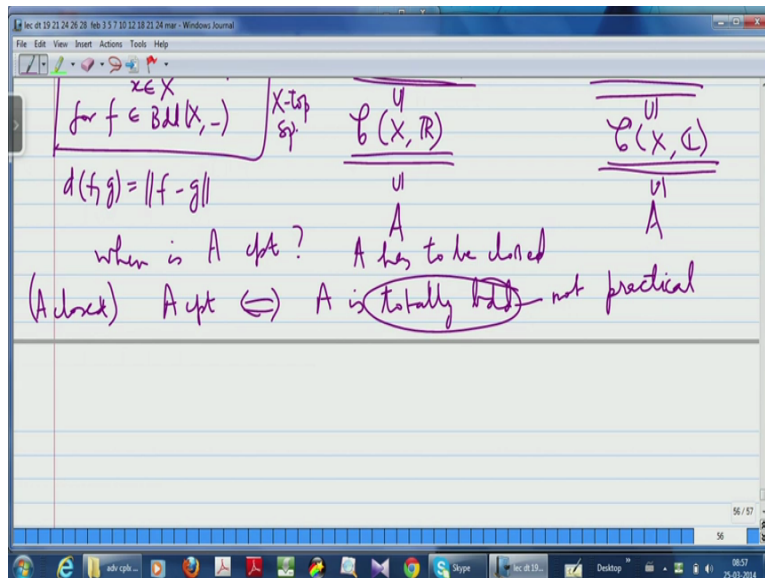 lec dt 19 21 24 26 28 feb 3 5 7 10 12 18 21 24 mar - Windows Journal
File Edit View Insert Actions Tools Help
x∈X
for f ∈ Bdd(X, –)
X-top
sp.
∪|
𝒞(X, ℝ)
∪|
𝒞(X, ℂ)
d(f,g) = ||f – g||
∪|
∪|
A
A
when is A cpt? A has to be closed
(A closed) A cpt ⟺ A is totally bdd – not practical
56 / 57
56
adv cplx ...
Skype
lec dt 19...
Desktop
08:57
25-03-2014